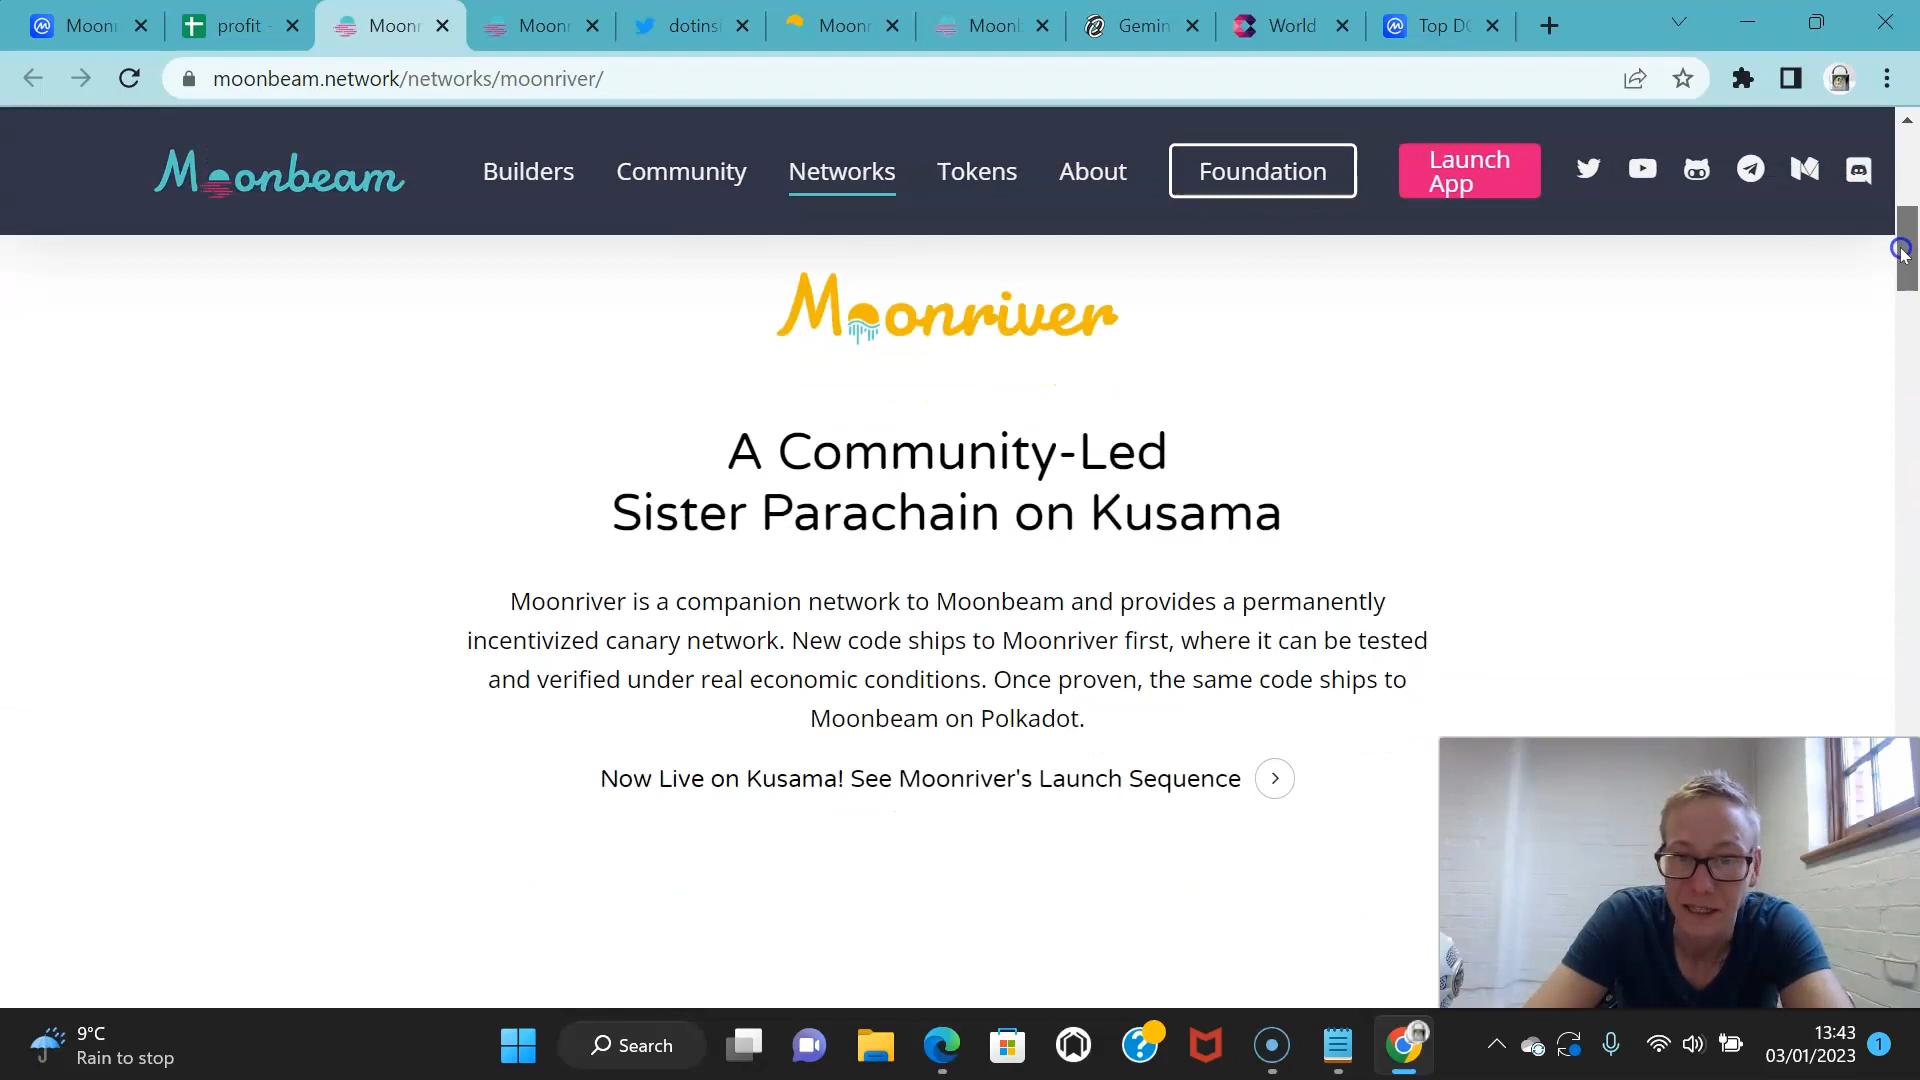 Moonr
profit -
Moonr
Moonr
dotinsi
Moonr
Moonb
Gemin
World
Top DO
moonbeam.network/networks/moonriver/
Moonbeam
Builders
Community
Networks
Tokens
About
Foundation
Launch
App
Moonriver
A Community-Led
Sister Parachain on Kusama
Moonriver is a companion network to Moonbeam and provides a permanently
incentivized canary network. New code ships to Moonriver first, where it can be tested
and verified under real economic conditions. Once proven, the same code ships to
Moonbeam on Polkadot.
Now Live on Kusama! See Moonriver's Launch Sequence
9°C
Rain to stop
Search
13:43
03/01/2023
1